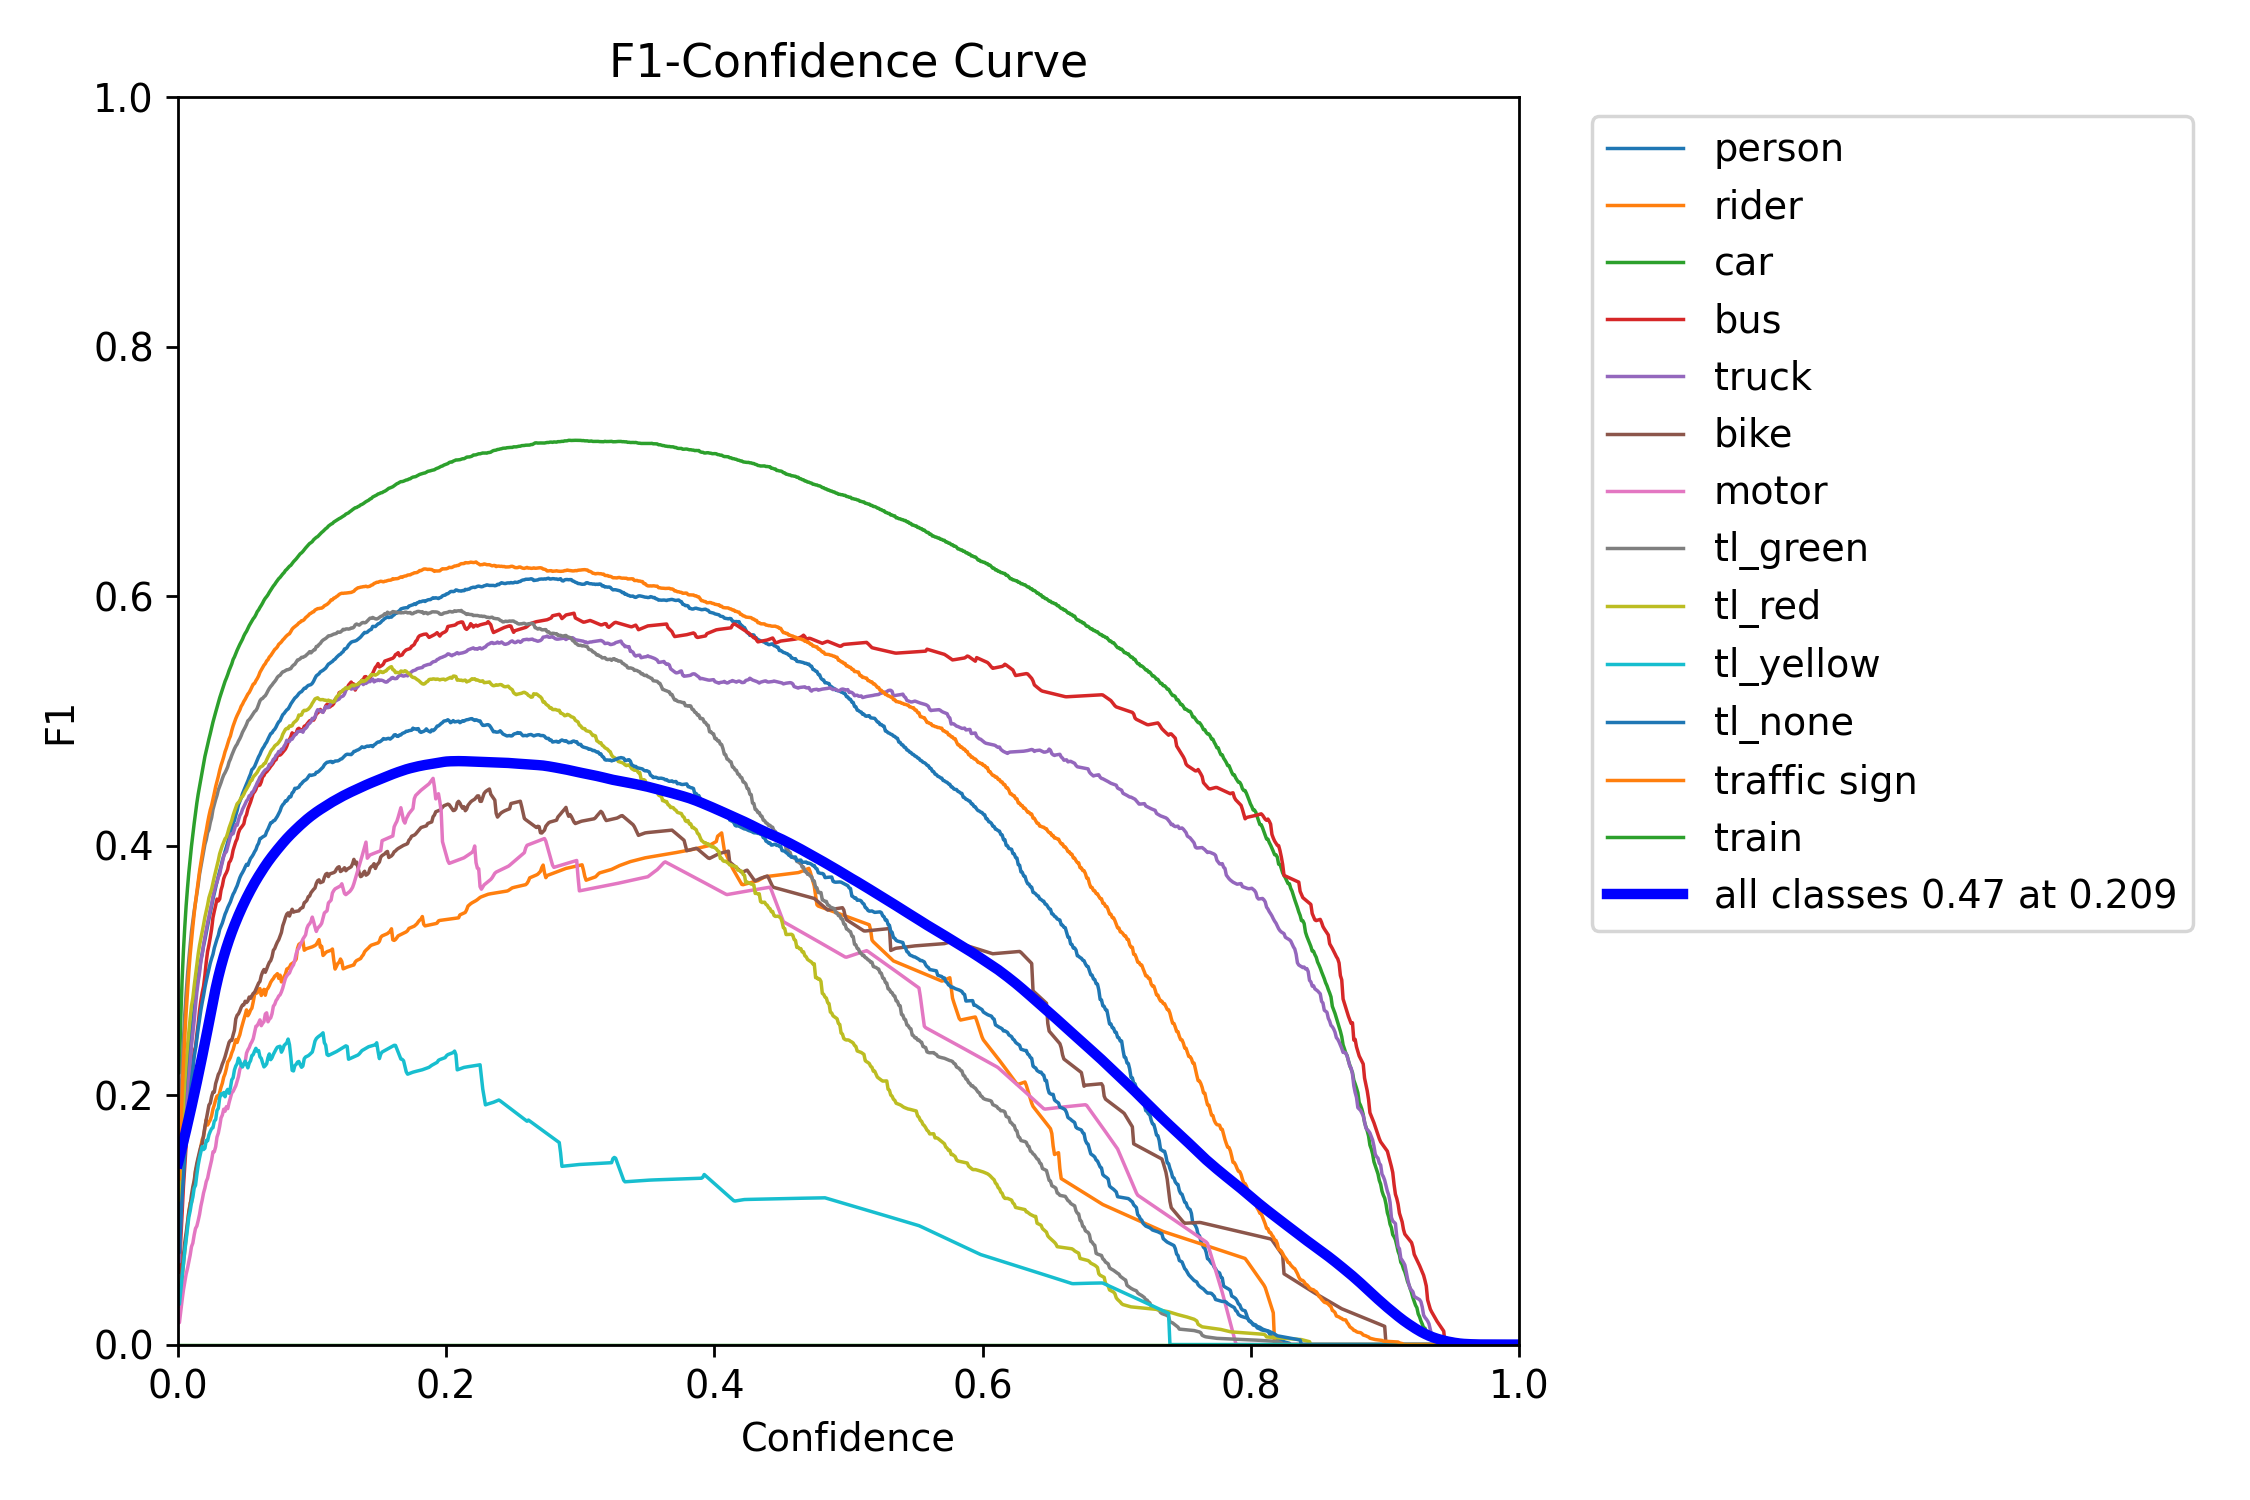 F1-Confidence Curve
1.0
0.8
0.6
0.4
0.2
0.0
F1
0.0 0.2 0.4 0.6 0.8 1.0
Confidence
person
rider
car
bus
truck
bike
motor
tl_green
tl_red
tl_yellow
tl_none
traffic sign
train
all classes 0.47 at 0.209